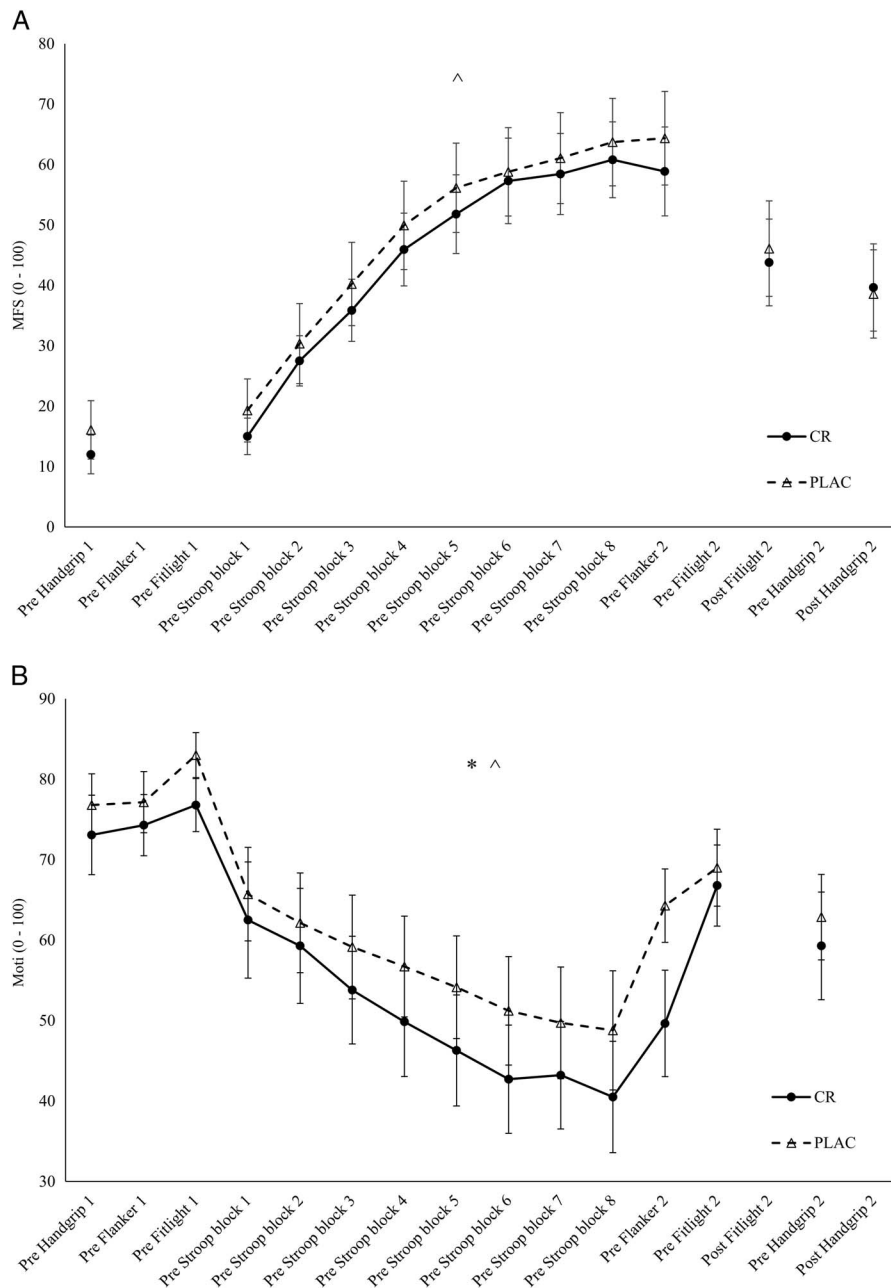 A
80
70
60
50
40
30
20
10
0
MFS (0 - 100)
^
CR
PLAC
Pre Handgrip 1
Pre Flanker 1
Pre Fitlight 1
Pre Stroop block 1
Pre Stroop block 2
Pre Stroop block 3
Pre Stroop block 4
Pre Stroop block 5
Pre Stroop block 6
Pre Stroop block 7
Pre Stroop block 8
Pre Flanker 2
Pre Fitlight 2
Post Fitlight 2
Pre Handgrip 2
Post Handgrip 2
B
90
80
70
60
50
40
30
Moti (0 - 100)
* ^
CR
PLAC
Pre Handgrip 1
Pre Flanker 1
Pre Fitlight 1
Pre Stroop block 1
Pre Stroop block 2
Pre Stroop block 3
Pre Stroop block 4
Pre Stroop block 5
Pre Stroop block 6
Pre Stroop block 7
Pre Stroop block 8
Pre Flanker 2
Pre Fitlight 2
Post Fitlight 2
Pre Handgrip 2
Post Handgrip 2